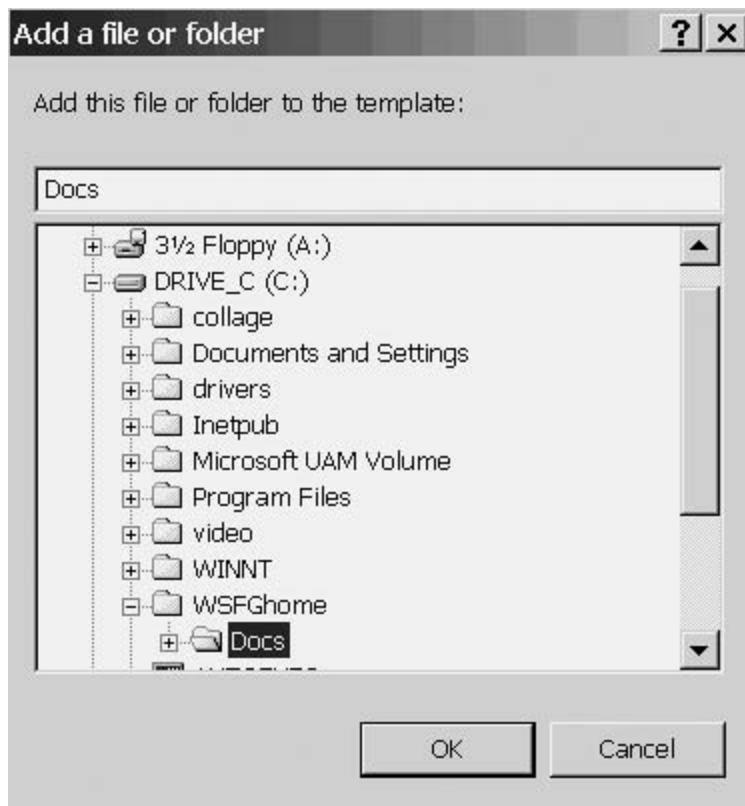 Add a file or folder
Add this file or folder to the template:
Docs
3½ Floppy (A:)
DRIVE_C (C:)
collage
Documents and Settings
drivers
Inetpub
Microsoft UAM Volume
Program Files
video
WINNT
WSFGhome
Docs
OK Cancel